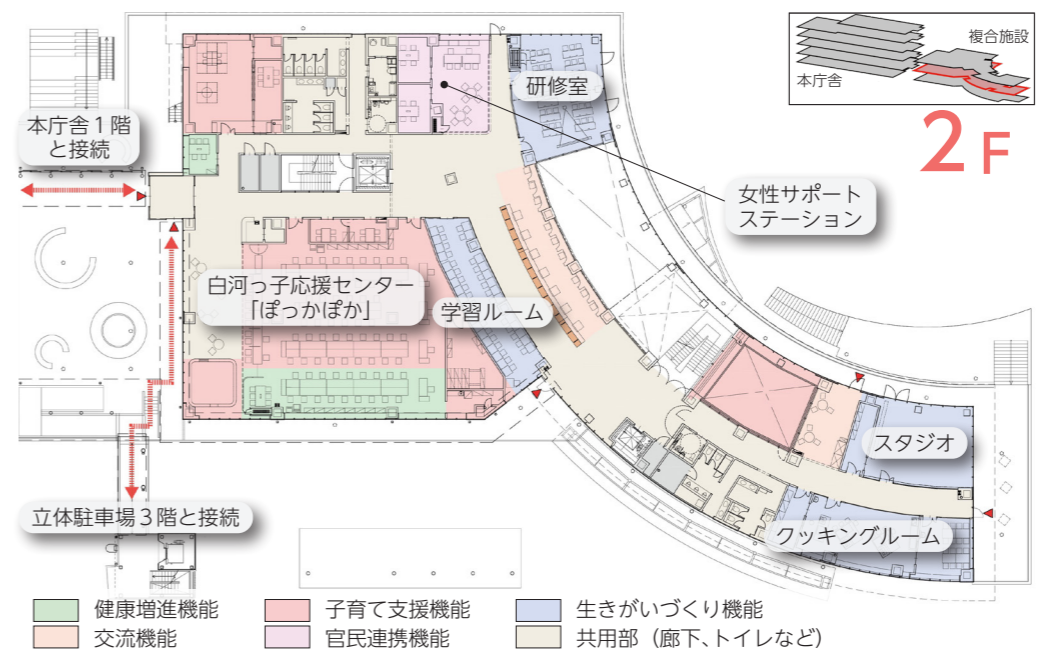 複合施設
本庁舎
2F
研修室
本庁舎1階
と接続
女性サポート
ステーション
白河っ子応援センター
「ぽっかぽか」
学習ルーム
スタジオ
立体駐車場3階と接続
クッキングルーム
健康増進機能
子育て支援機能
生きがいづくり機能
交流機能
官民連携機能
共用部（廊下、トイレなど）